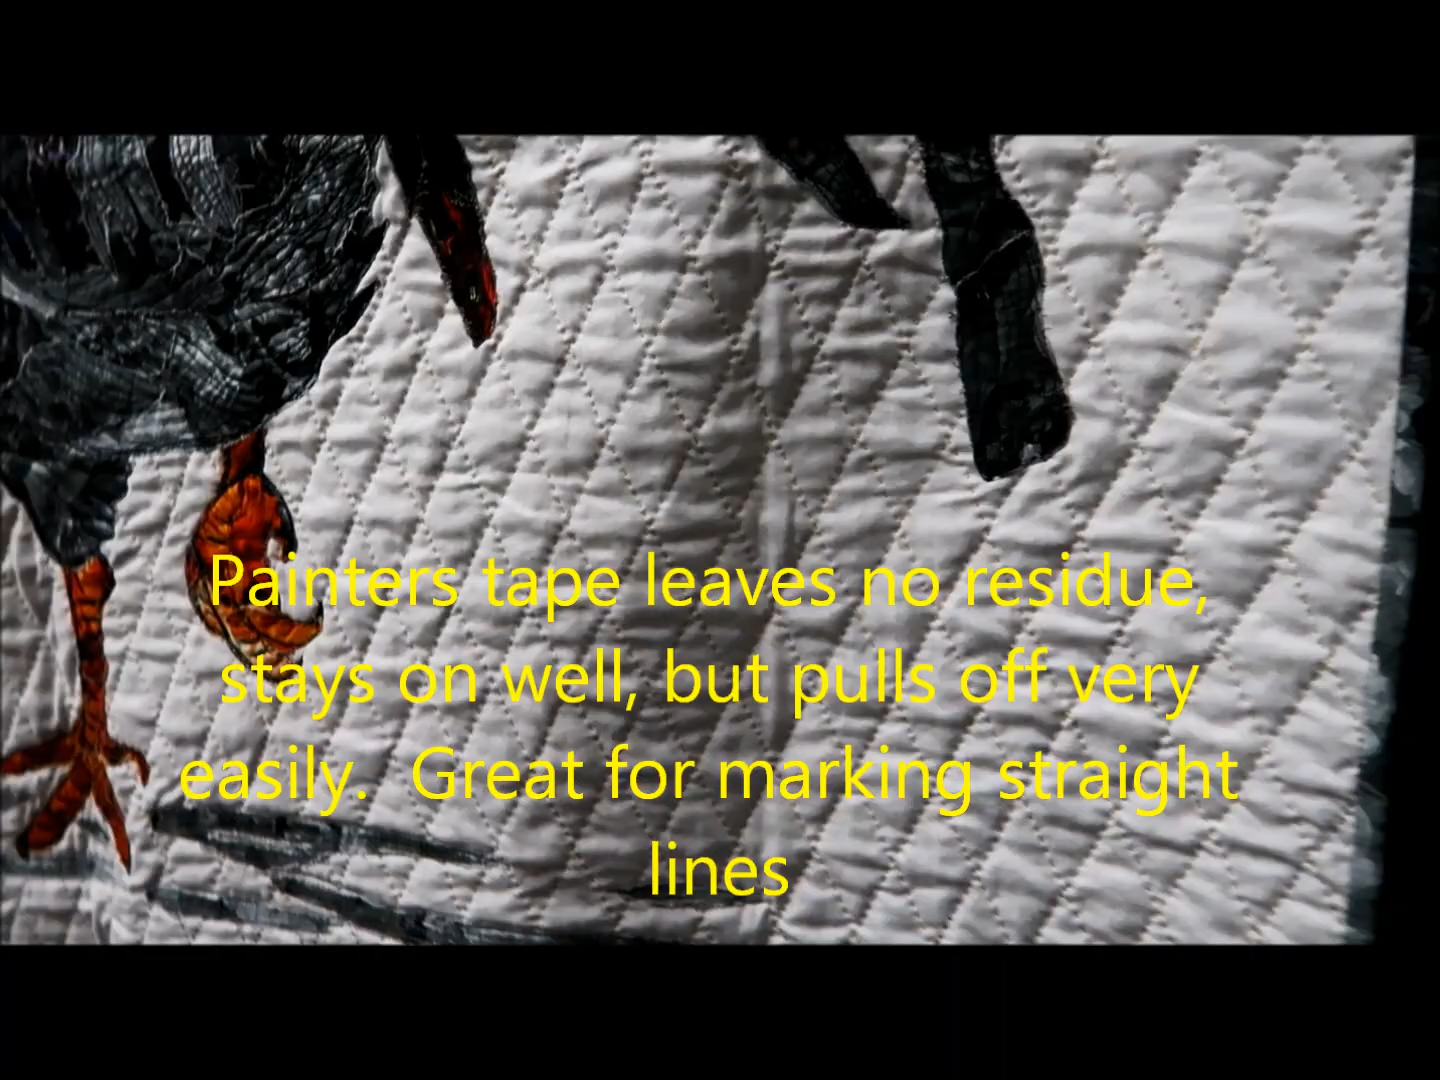 Painters tape leaves no residue,
stays on well, but pulls off very
easily.  Great for marking straight
lines